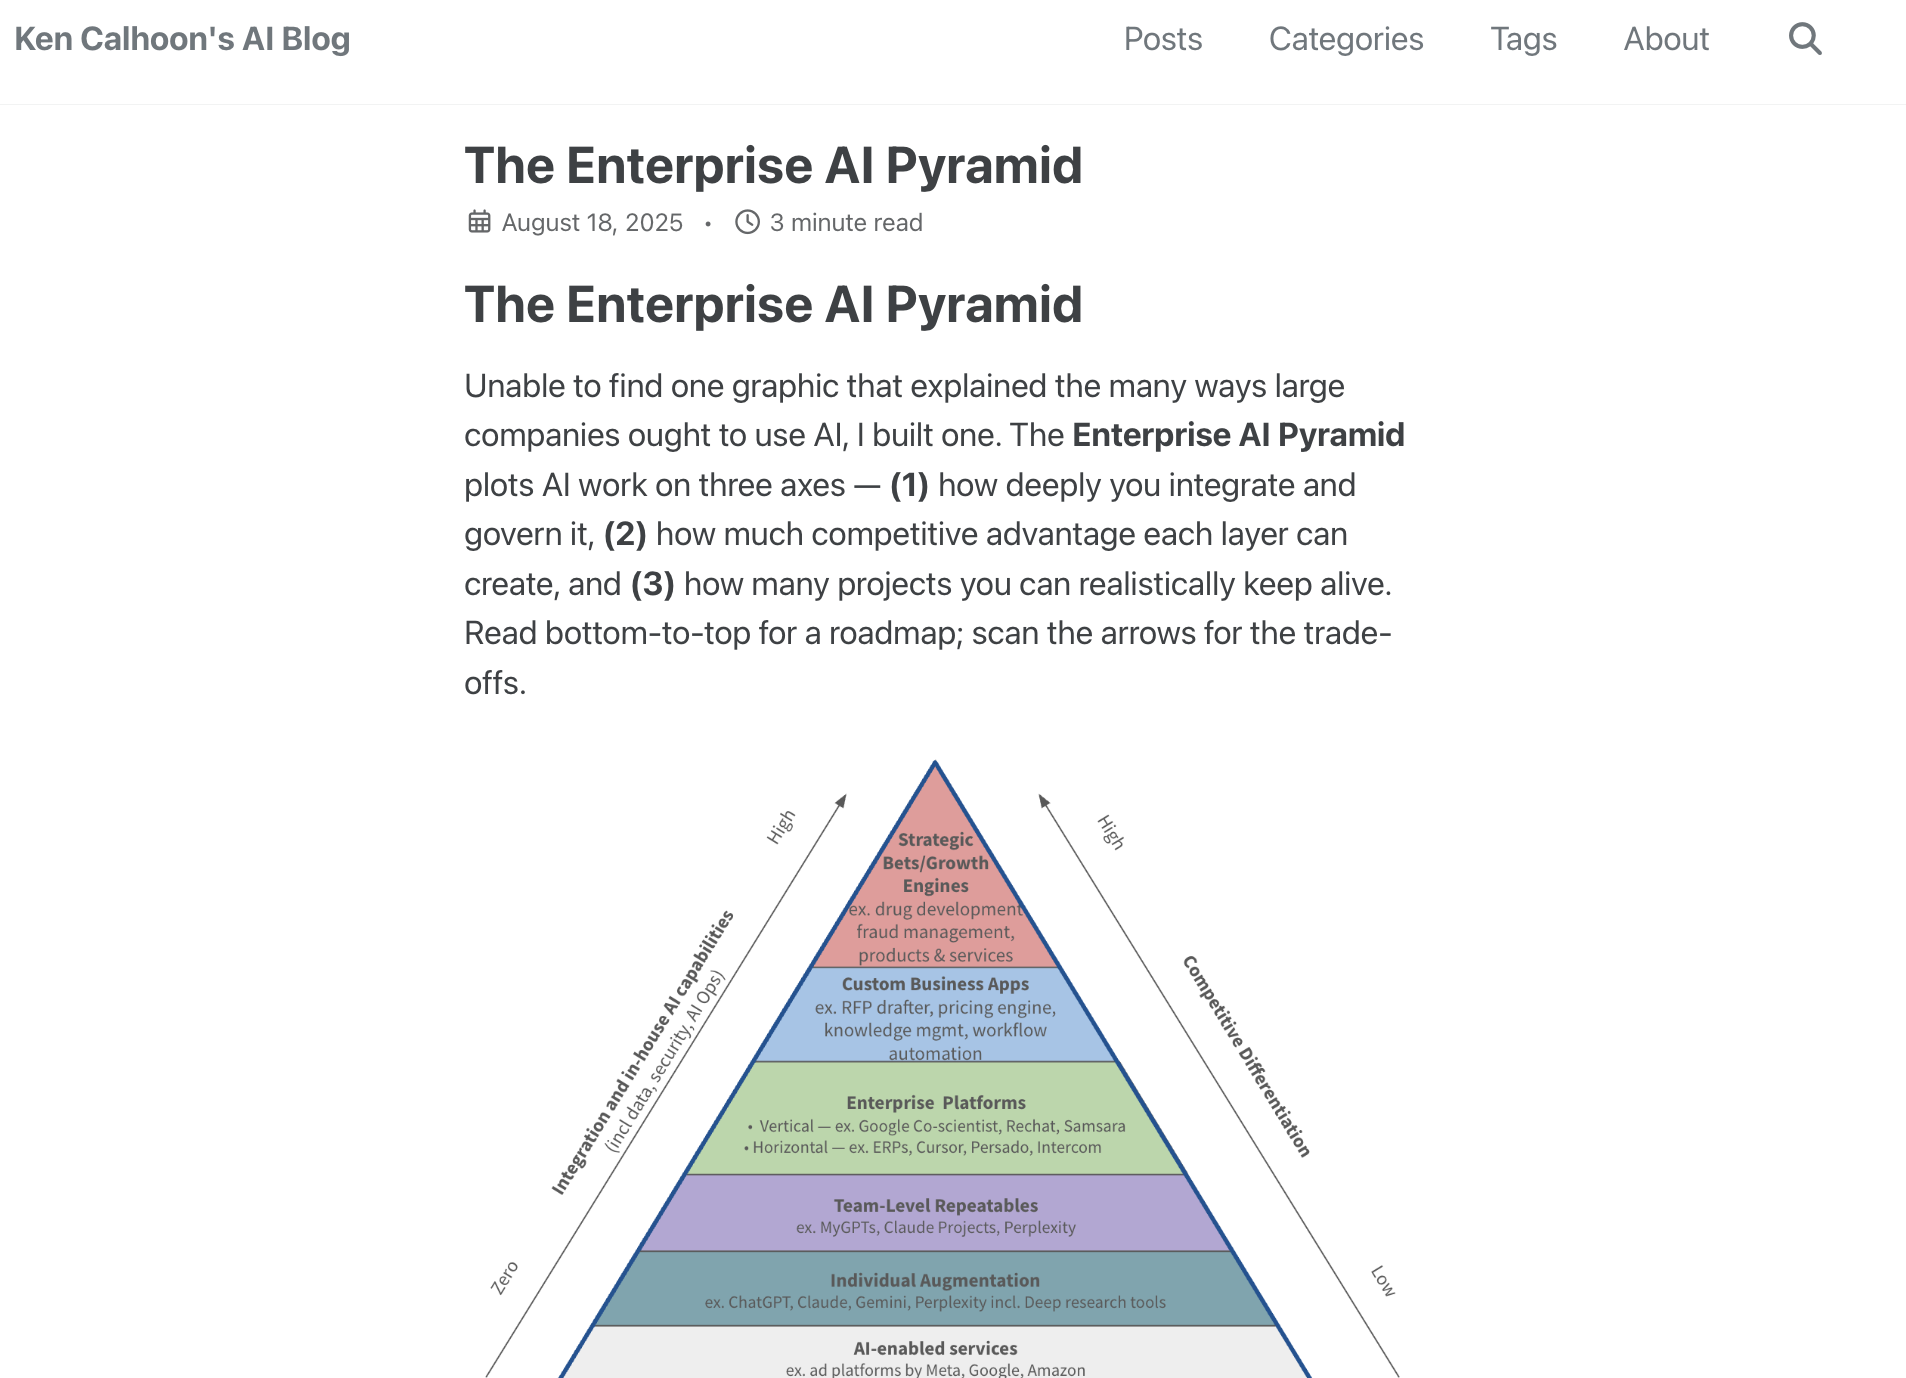 Ken Calhoon's AI Blog
Posts
Categories
Tags
About
The Enterprise AI Pyramid
August 18, 2025 • 3 minute read
The Enterprise AI Pyramid
Unable to find one graphic that explained the many ways large
companies ought to use AI, I built one. The Enterprise AI Pyramid
plots AI work on three axes — (1) how deeply you integrate and
govern it, (2) how much competitive advantage each layer can
create, and (3) how many projects you can realistically keep alive.
Read bottom-to-top for a roadmap; scan the arrows for the trade-
offs.
High
Integration and in-house AI capabilities
(incl data, security, AI Ops)
Zero
Strategic
Bets/Growth
Engines
ex. drug development
fraud management,
products & services
Custom Business Apps
ex. RFP drafter, pricing engine,
knowledge mgmt, workflow
automation
Enterprise Platforms
• Vertical — ex. Google Co-scientist, Rechat, Samsara
• Horizontal — ex. ERPs, Cursor, Persado, Intercom
Team-Level Repeatables
ex. MyGPTs, Claude Projects, Perplexity
Individual Augmentation
ex. ChatGPT, Claude, Gemini, Perplexity incl. Deep research tools
AI-enabled services
ex. ad platforms by Meta, Google, Amazon
High
Competitive Differentiation
Low